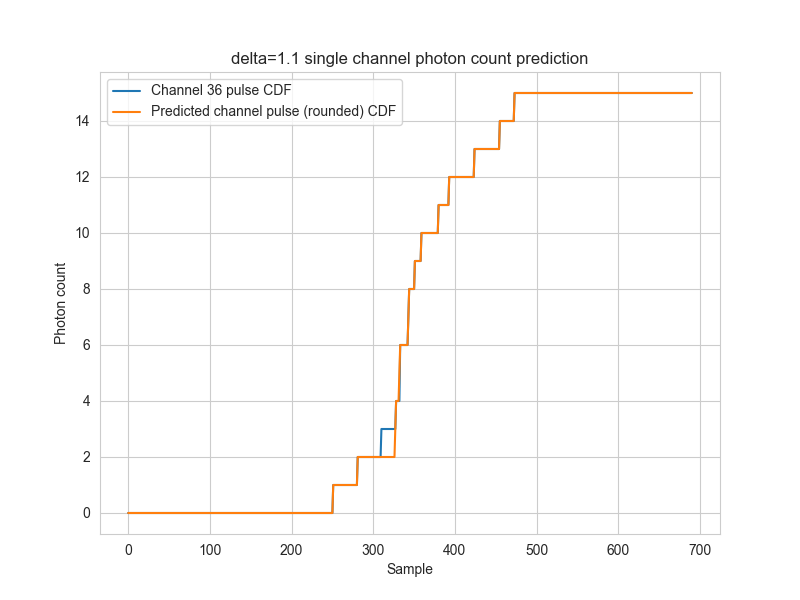 delta=1.1 single channel photon count prediction
Channel 36 pulse CDF
Predicted channel pulse (rounded) CDF
14
12
10
8
6
4
2
0
Photon count
0 100 200 300 400 500 600 700
Sample